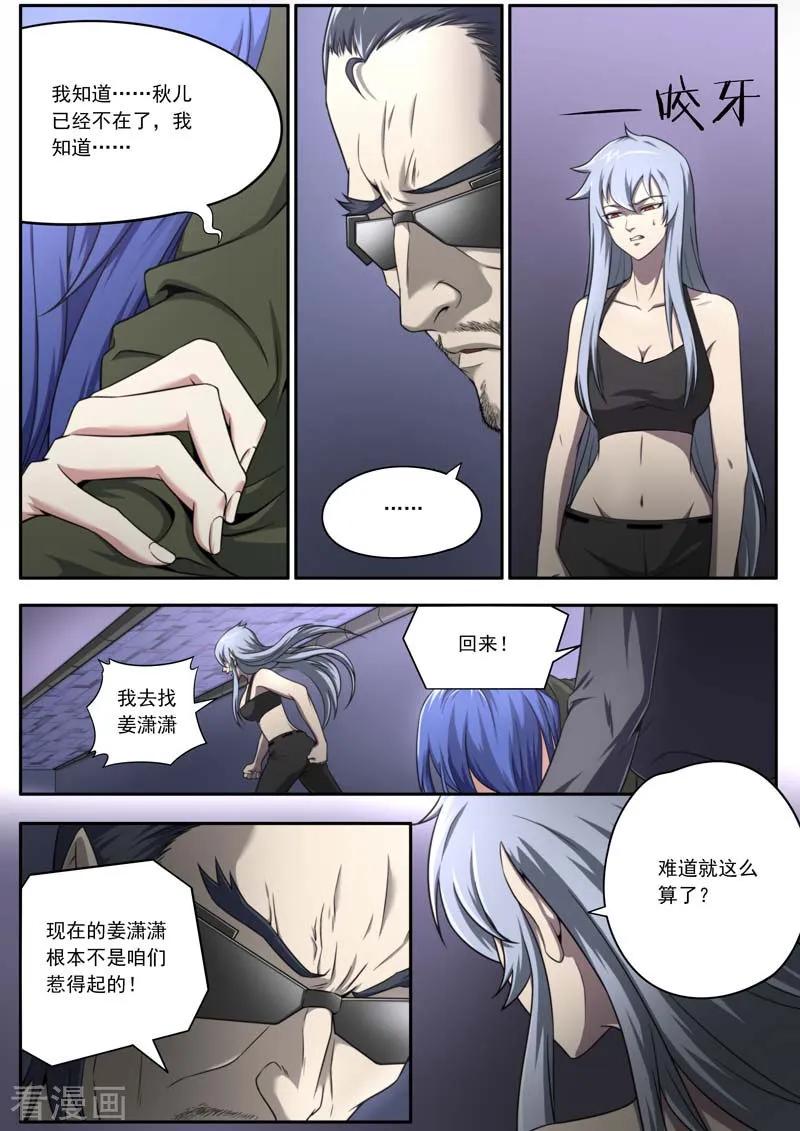 我知道……秋儿
已经不在了，我
知道……
……
——咬牙
我去找
姜潇潇
回来！
难道就这么
算了？
现在的姜潇潇
根本不是咱们
惹得起的！
看漫画